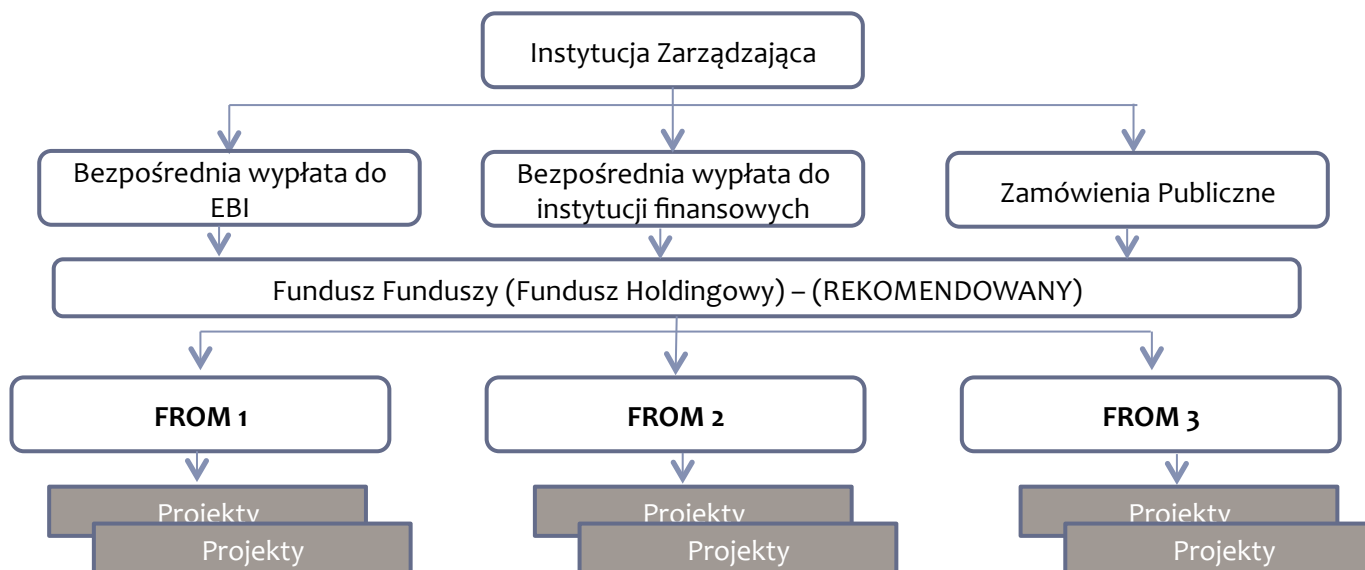 Instytucja Zarządzająca
Bezpośrednia wypłata do
EBI
Bezpośrednia wypłata do
instytucji finansowych
Zamówienia Publiczne
Fundusz Funduszy (Fundusz Holdingowy) – (REKOMENDOWANY)
FROM 1
FROM 2
FROM 3
Projekty
Projekty
Projekty
Projekty
Projekty
Projekty